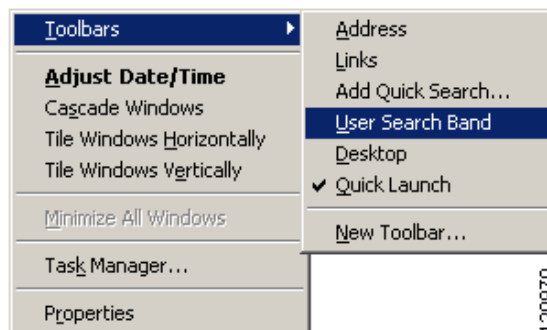 Toolbars
Adjust Date/Time
Cascade Windows
Tile Windows Horizontally
Tile Windows Vertically
Minimize All Windows
Task Manager...
Properties
Address
Links
Add Quick Search...
User Search Band
Desktop
Quick Launch
New Toolbar...